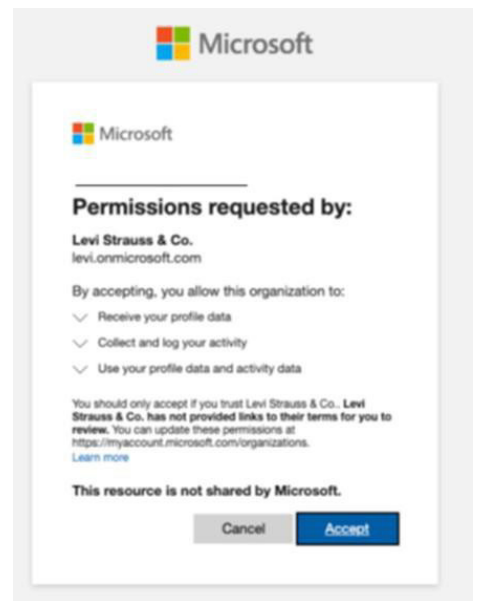 Microsoft
Microsoft
Permissions requested by:
Levi Strauss & Co.
levi.onmicrosoft.com
By accepting, you allow this organization to:
Receive your profile data
Collect and log your activity
Use your profile data and activity data
You should only accept if you trust Levi Strauss & Co.. Levi
Strauss & Co. has not provided links to their terms for you to
review. You can update these permissions at
https://myaccount.microsoft.com/organizations.
Learn more
This resource is not shared by Microsoft.
Cancel
Accept